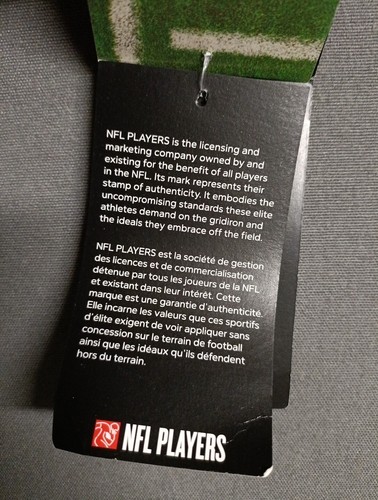 NFL PLAYERS is the licensing and
marketing company owned by and
existing for the benefit of all players
in the NFL. Its mark represents their
stamp of authenticity. It embodies the
uncompromising standards these elite
athletes demand on the gridiron and
the ideals they embrace off the field.
NFL PLAYERS est la société de gestion
des licences et de commercialisation
détenue par tous les joueurs de la NFL
et existant dans leur intérêt. Cette
marque est une garantie d'authenticité.
Elle incarne les valeurs que ces sportifs
d'élite exigent de voir appliquer sans
concession sur le terrain de football
ainsi que les idéaux qu'ils défendent
hors du terrain.
NFL PLAYERS